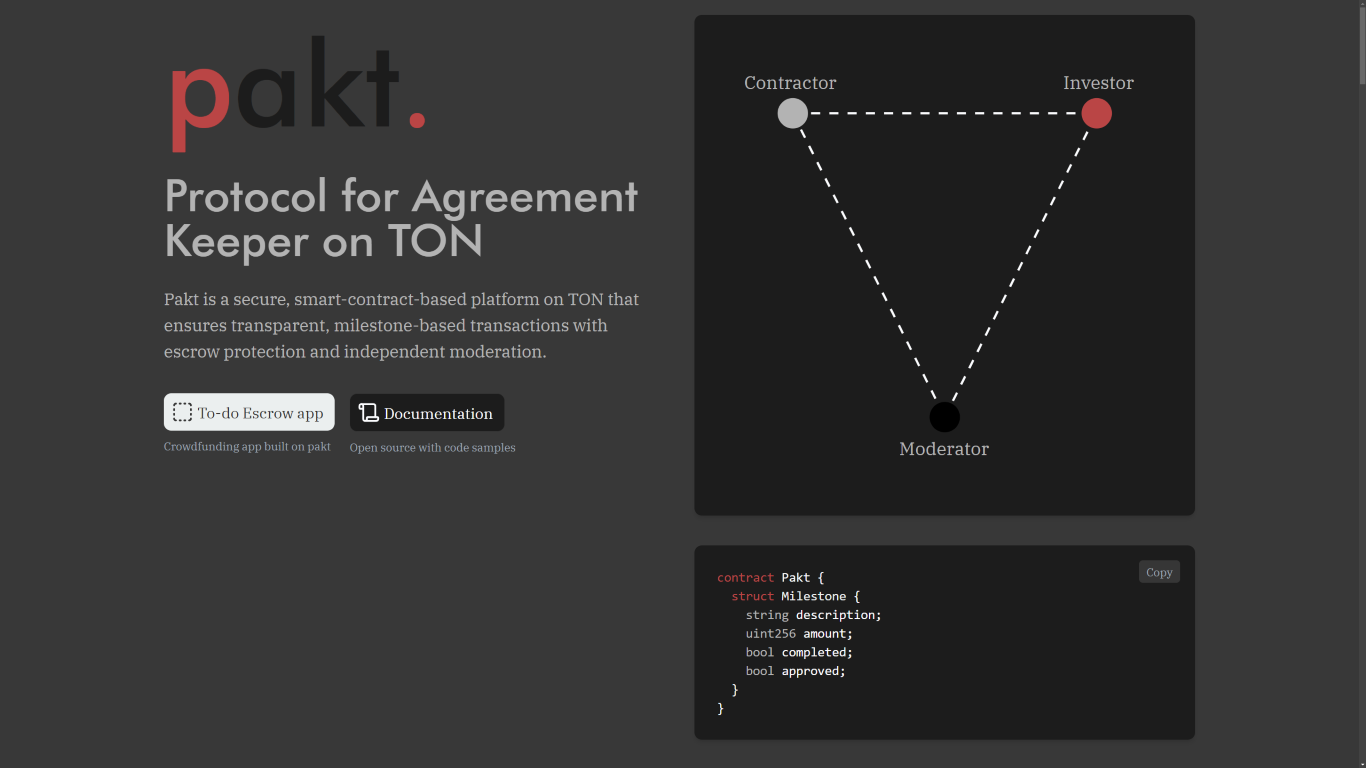 pakt.
Protocol for Agreement
Keeper on TON
Pakt is a secure, smart-contract-based platform on TON that
ensures transparent, milestone-based transactions with
escrow protection and independent moderation.
To-do Escrow app
Documentation
Crowdfunding app built on pakt
Open source with code samples
Contractor
Investor
Moderator
Copy
contract Pakt {
  struct Milestone {
    string description;
    uint256 amount;
    bool completed;
    bool approved;
  }
}